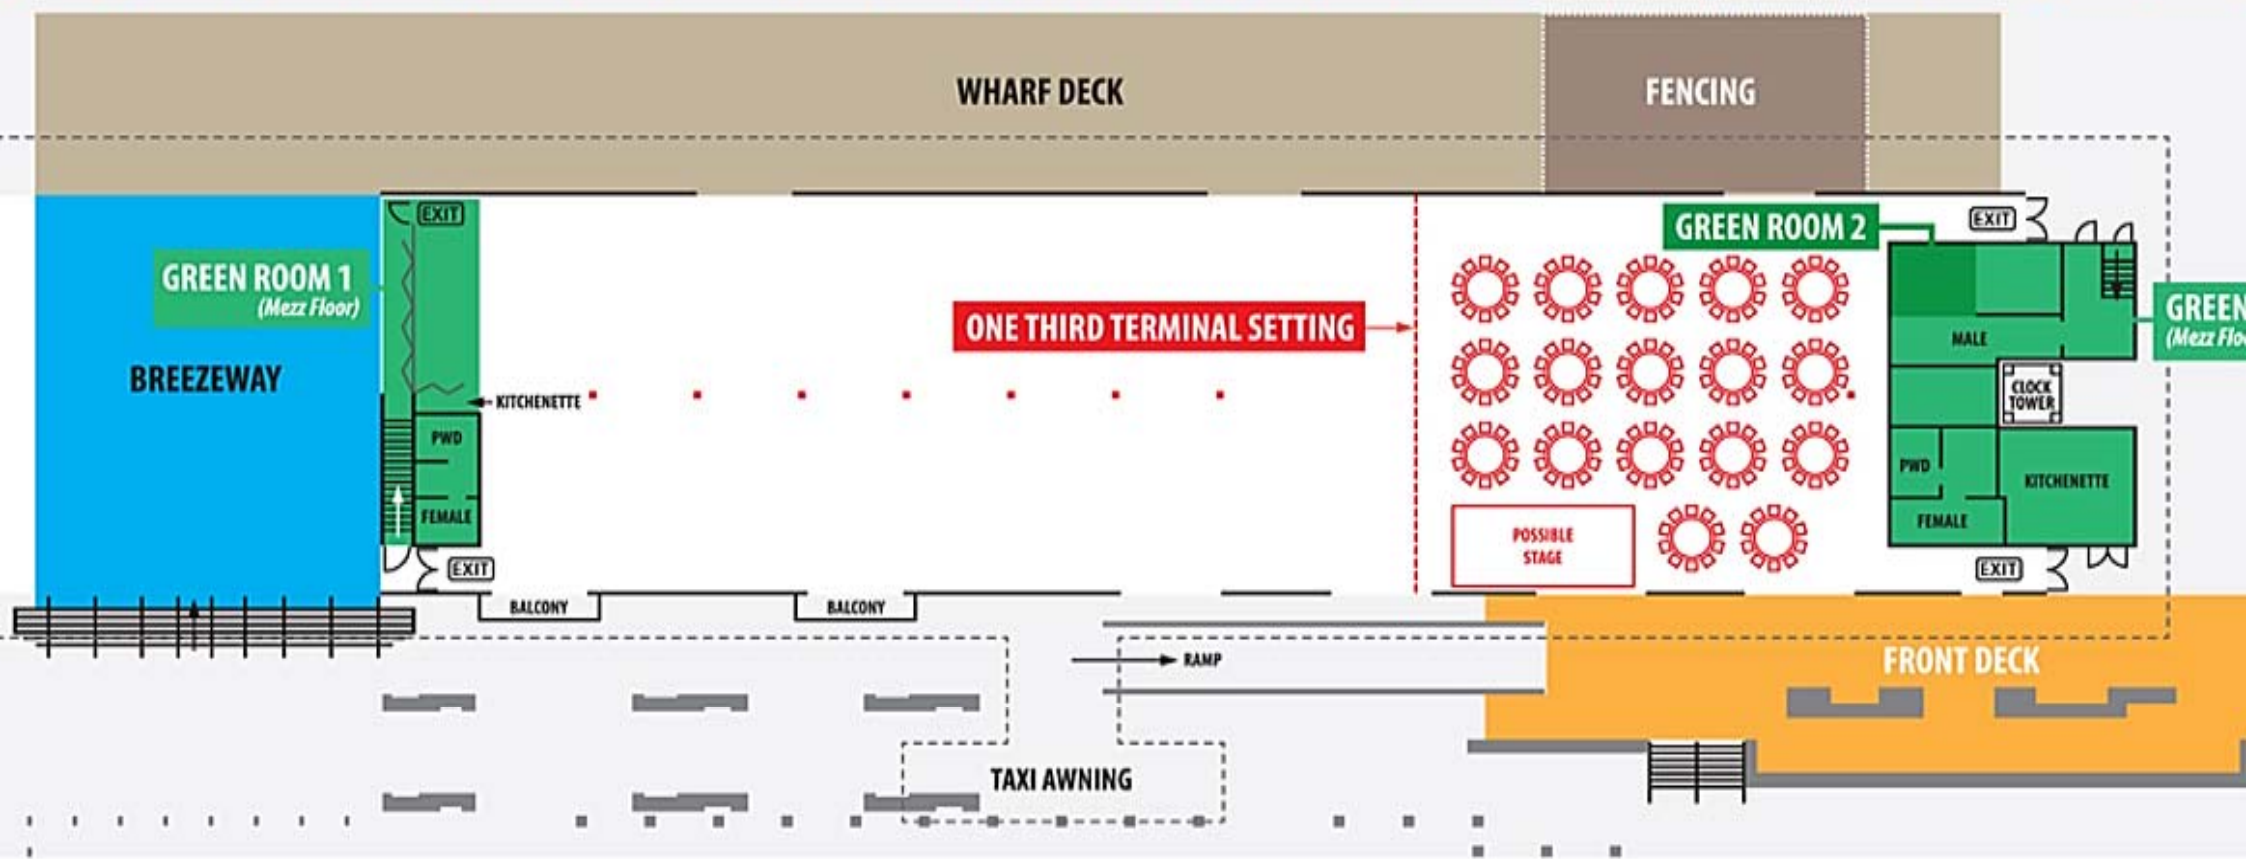 WHARF DECK
FENCING
EXIT
GREEN ROOM 2
EXIT
GREEN ROOM 1
(Mezz Floor)
GREEN
ONE THIRD TERMINAL SETTING
MALE
BREEZEWAY
CLOCK
TOWER
KITCHENETTE
PWD
PWD
KITCHENETTE
FEMALE
FEMALE
POSSIBLE
STAGE
EXIT
EXIT
BALCONY
BALCONY
RAMP
FRONT DECK
TAXI AWNING